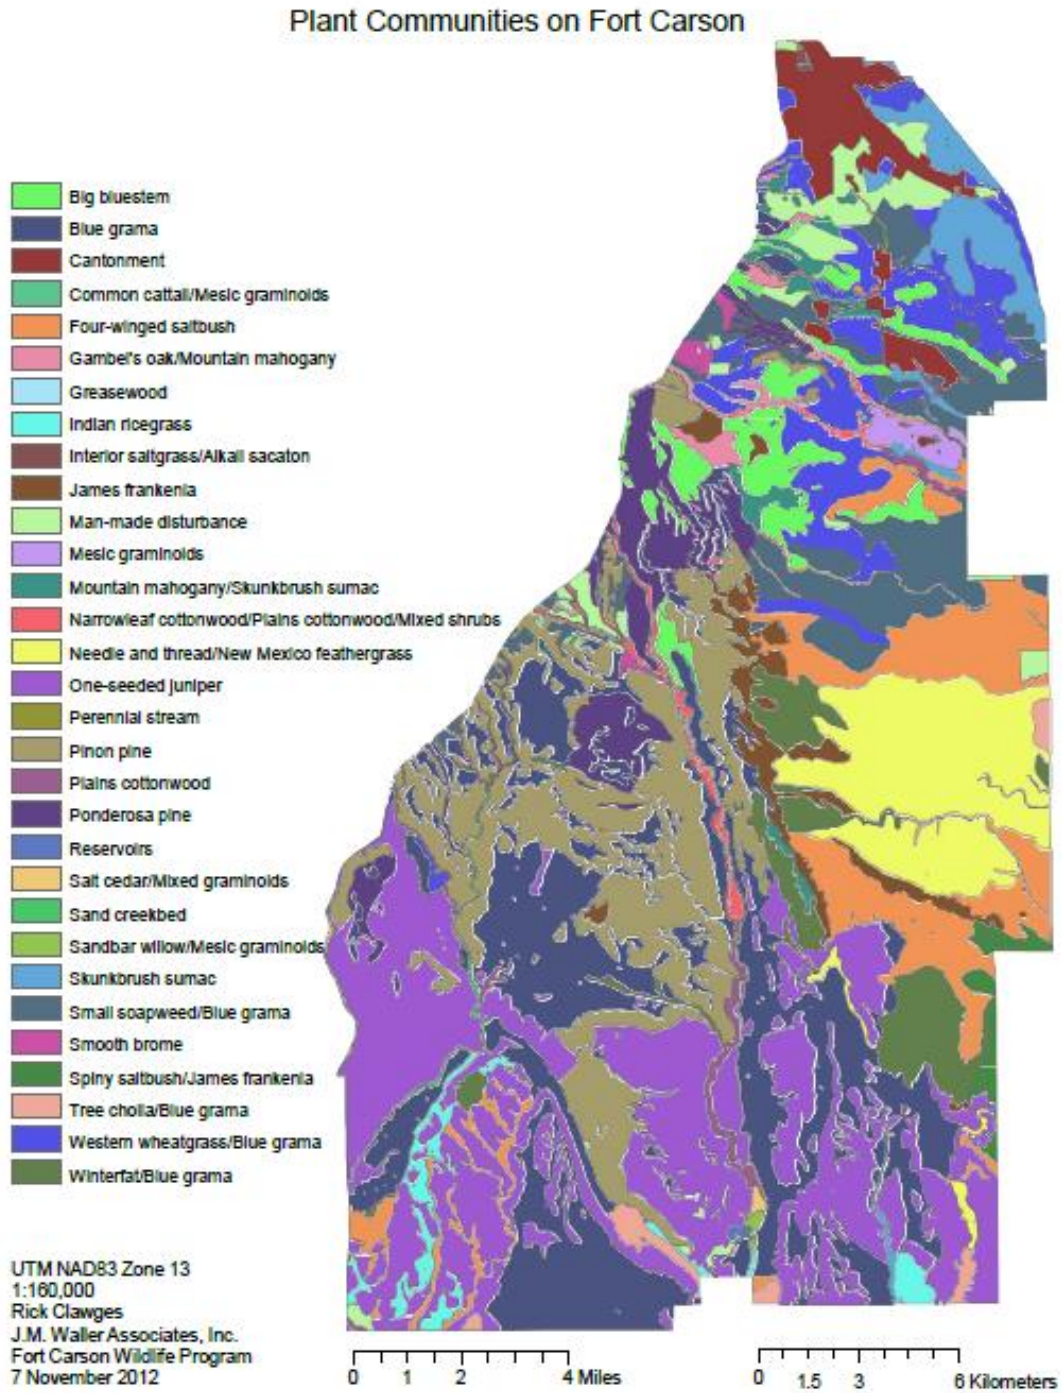 Plant Communities on Fort Carson
Big bluestem
Blue grama
Cantonment
Common cattail/Mesic graminoids
Four-winged saltbush
Gambel's oak/Mountain mahogany
Greasewood
Indian ricegrass
Interior saltgrass/Alkali sacaton
James frankenia
Man-made disturbance
Mesic graminoids
Mountain mahogany/Skunkbrush sumac
Narrowleaf cottonwood/Plains cottonwood/Mixed shrubs
Needle and thread/New Mexico feathergrass
One-seeded juniper
Perennial stream
Pinon pine
Plains cottonwood
Ponderosa pine
Reservoirs
Salt cedar/Mixed graminoids
Sand creekbed
Sandbar willow/Mesic graminoids
Skunkbrush sumac
Small soapweed/Blue grama
Smooth brome
Spiny saltbush/James frankenia
Tree cholla/Blue grama
Western wheatgrass/Blue grama
Winterfat/Blue grama
UTM NAD83 Zone 13
1:160,000
Rick Clawges
J.M. Waller Associates, Inc.
Fort Carson Wildlife Program
7 November 2012
0 1 2 4 Miles
0 1.5 3 6 Kilometers